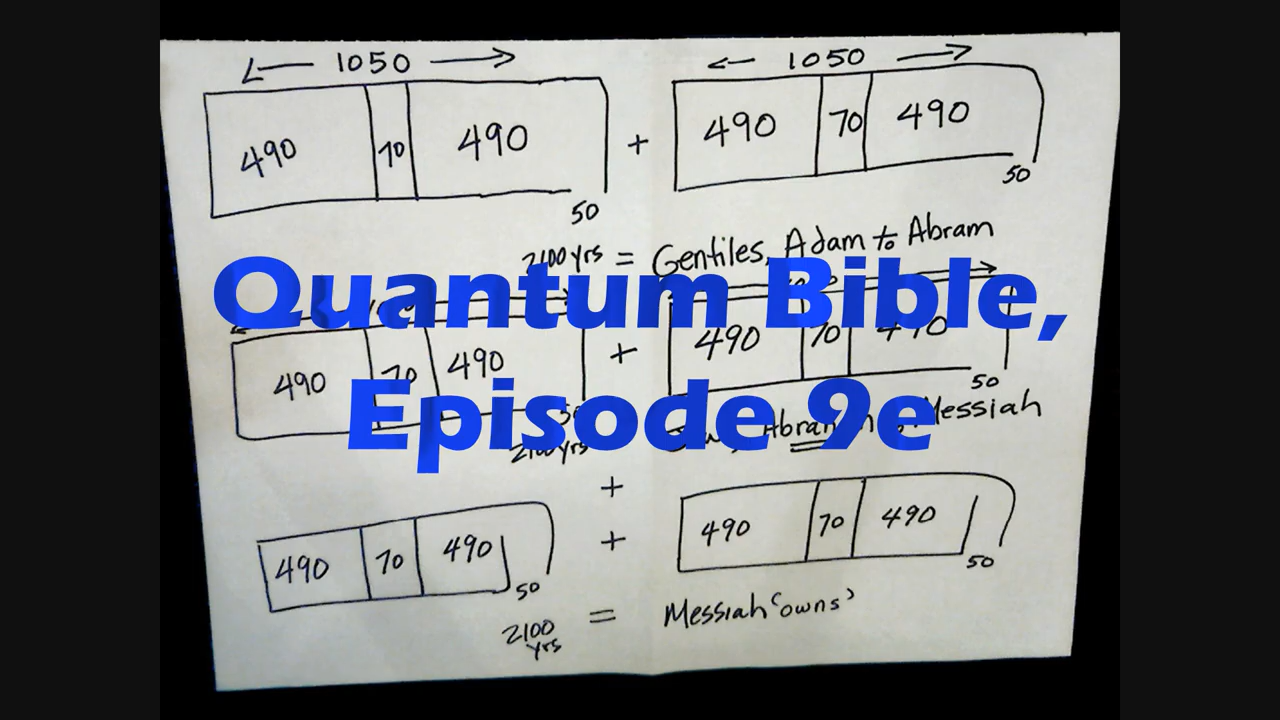 ← 1050 → ← 1050 →
490 70 490 + 490 70 490
50 50
2100 yrs = Gentiles, Adam to Abram
Quantum Bible,
490 70 490 + 490 70 490
50 50
Episode 9e
2100 yrs Messiah
+
490 70 490 + 490 70 490
50 50
2100 yrs = Messiah 'owns'